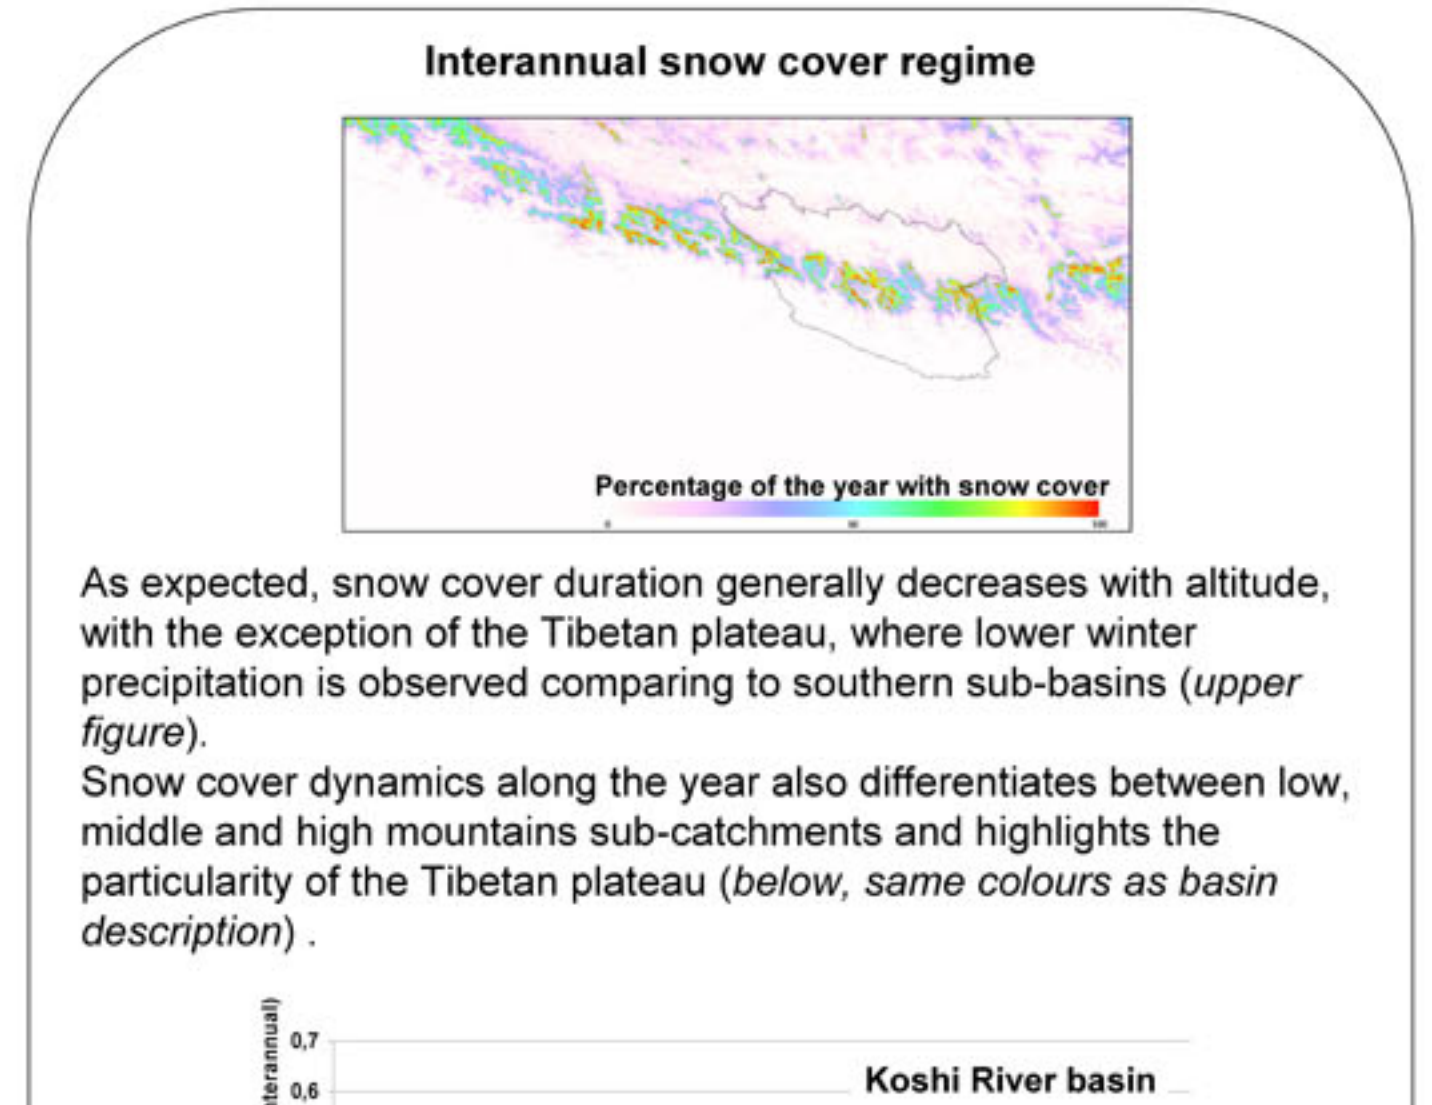 Interannual snow cover regime
Percentage of the year with snow cover
0 50 100
As expected, snow cover duration generally decreases with altitude,
with the exception of the Tibetan plateau, where lower winter
precipitation is observed comparing to southern sub-basins (upper
figure).
Snow cover dynamics along the year also differentiates between low,
middle and high mountains sub-catchments and highlights the
particularity of the Tibetan plateau (below, same colours as basin
description) .
0,7
Koshi River basin
0,6